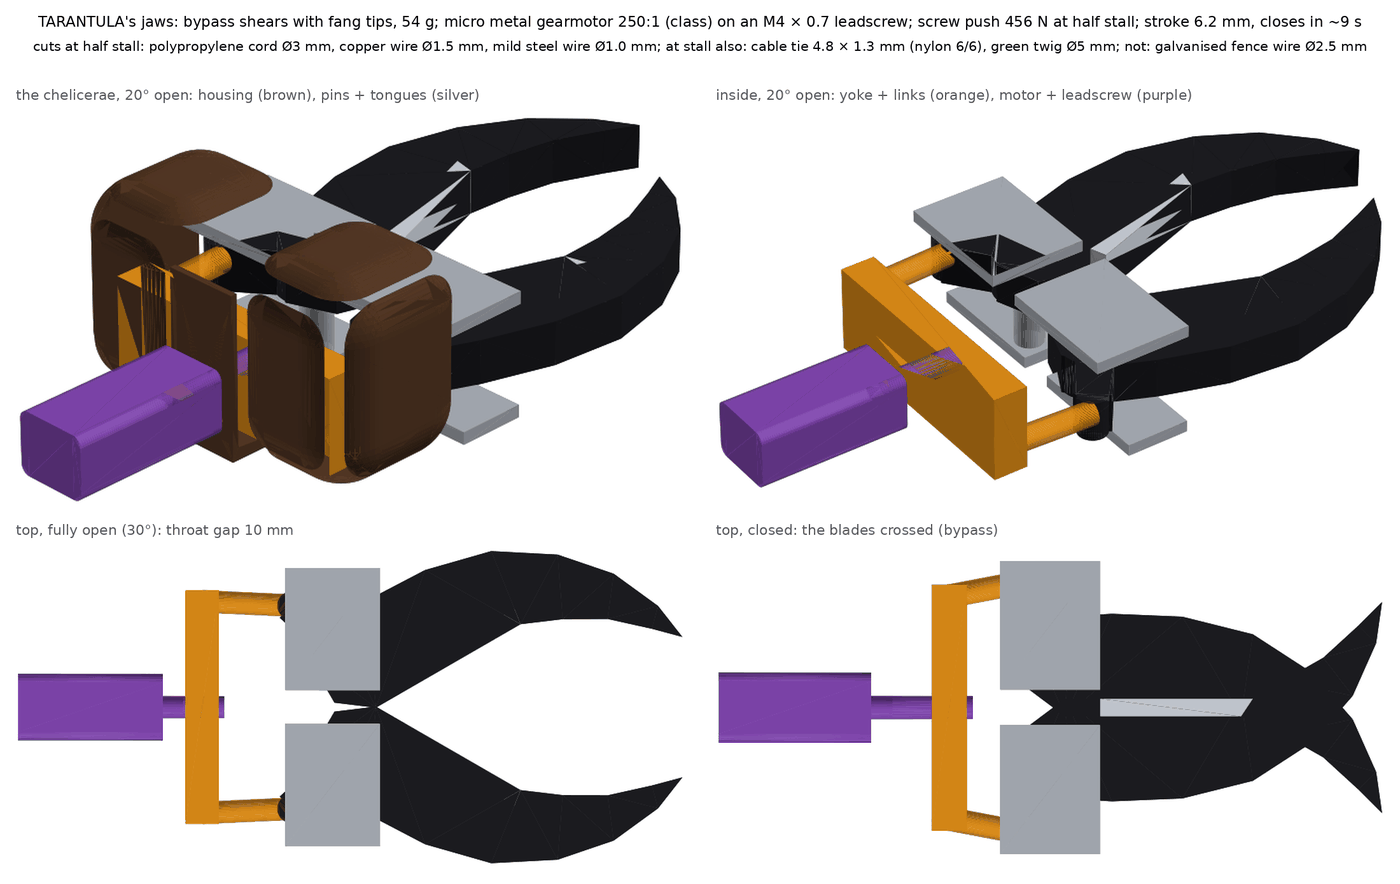 TARANTULA's jaws: bypass shears with fang tips, 54 g; micro metal gearmotor 250:1 (class) on an M4 × 0.7 leadscrew; screw push 456 N at half stall; stroke 6.2 mm, closes in ~9 s
cuts at half stall: polypropylene cord Ø3 mm, copper wire Ø1.5 mm, mild steel wire Ø1.0 mm; at stall also: cable tie 4.8 × 1.3 mm (nylon 6/6), green twig Ø5 mm; not: galvanised fence wire Ø2.5 mm
the chelicerae, 20° open: housing (brown), pins + tongues (silver)
inside, 20° open: yoke + links (orange), motor + leadscrew (purple)
top, fully open (30°): throat gap 10 mm
top, closed: the blades crossed (bypass)